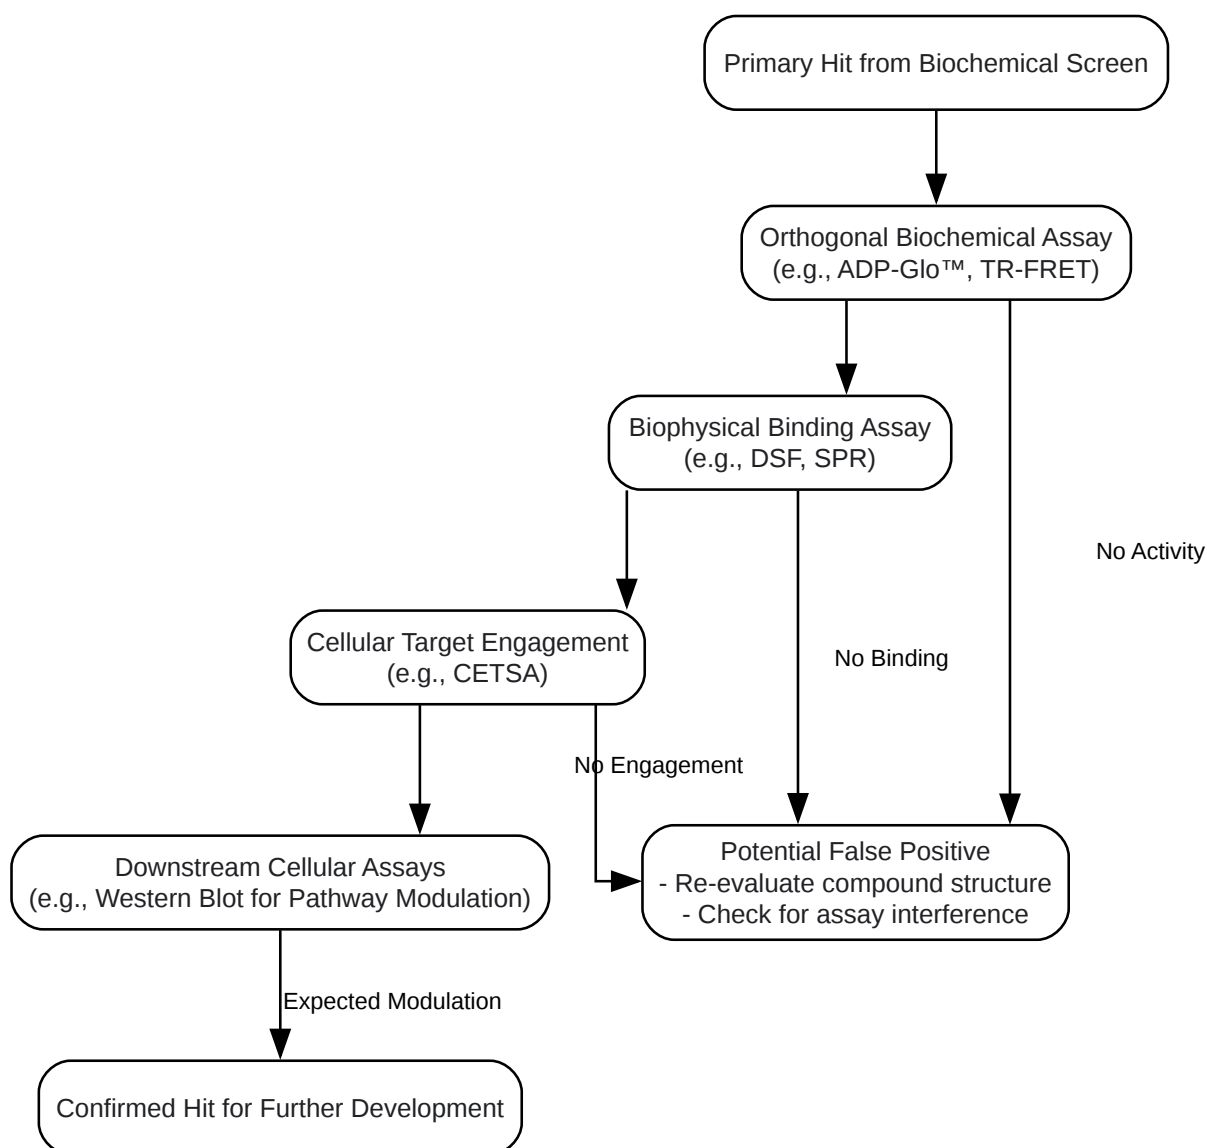 Primary Hit from Biochemical Screen
Orthogonal Biochemical Assay
(e.g., ADP-Glo™, TR-FRET)
Biophysical Binding Assay
(e.g., DSF, SPR)
No Activity
Cellular Target Engagement
(e.g., CETSA)
No Binding
No Engagement
Downstream Cellular Assays
(e.g., Western Blot for Pathway Modulation)
Potential False Positive
- Re-evaluate compound structure
- Check for assay interference
Expected Modulation
Confirmed Hit for Further Development